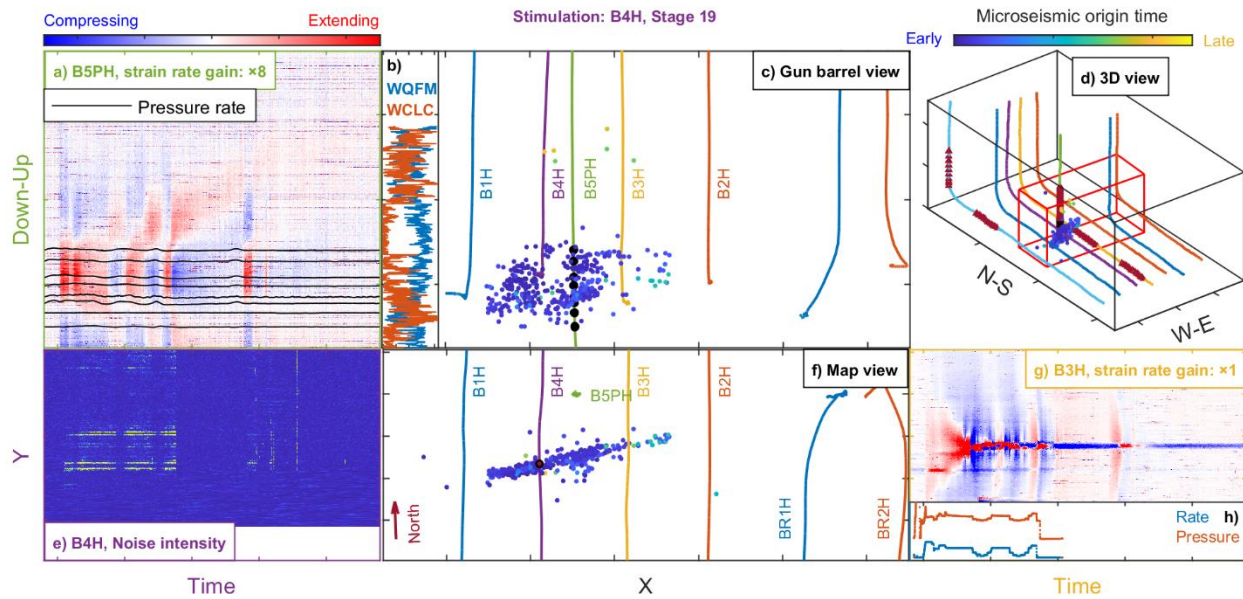 Compressing Extending
Stimulation: B4H, Stage 19
Microseismic origin time
Early Late
a) B5PH, strain rate gain: ×8
Pressure rate
Down-Up
b)
WQFM
WCLC
c) Gun barrel view
B1H
B4H
B5PH
B3H
B2H
d) 3D view
N-S
W-E
e) B4H, Noise intensity
Y
Time
f) Map view
B1H
B4H
B5PH
B3H
B2H
BR1H
BR2H
North
X
g) B3H, strain rate gain: ×1
h)
Rate
Pressure
Time